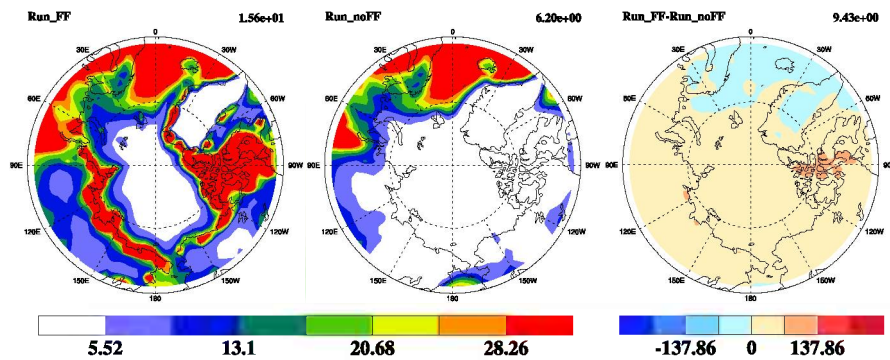 Run_FF 1.56e+01 Run_noFF 6.20e+00 Run_FF-Run_noFF 9.43e+00
0 0 0
30E 30W 30E 30W 30E 30W
60E 60W 60E 60W 60E 60W
90E 90W 90E 90W 90E 90W
120E 120W 120E 120W 120E 120W
150E 150W 150E 150W 150E 150W
180 180 180
5.52 13.1 20.68 28.26 -137.86 0 137.86